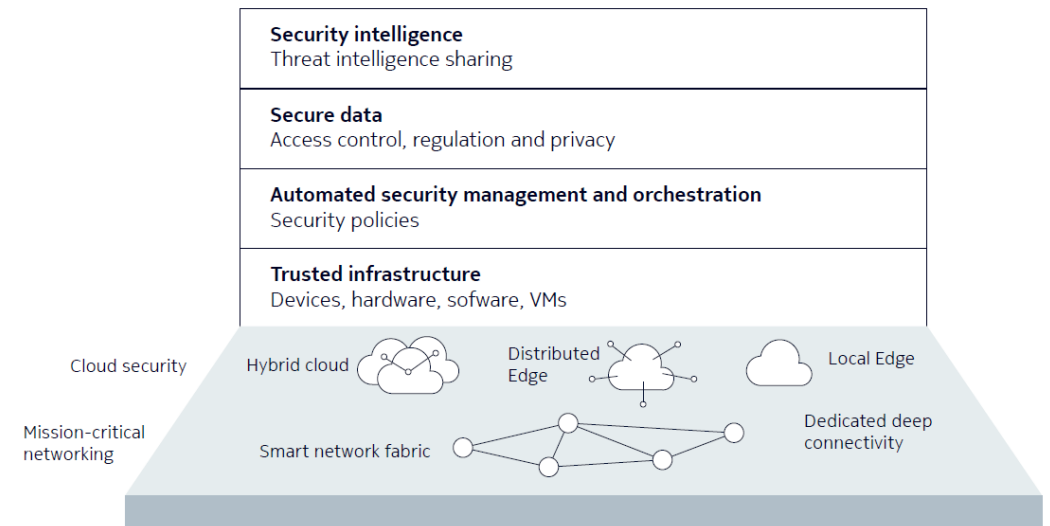 Security intelligence
Threat intelligence sharing
Secure data
Access control, regulation and privacy
Automated security management and orchestration
Security policies
Trusted infrastructure
Devices, hardware, sofware, VMs
Cloud security
Hybrid cloud
Distributed
Edge
Local Edge
Mission-critical
networking
Smart network fabric
Dedicated deep
connectivity